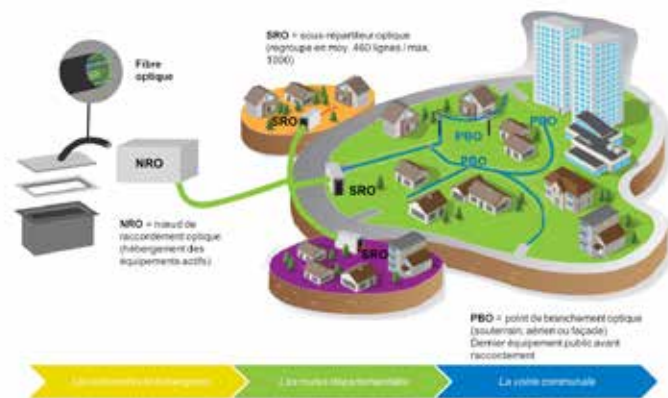 SRO = sous-répartiteur optique
(regroupe en moy. 460 lignes / max.
1000)
Fibre
optique
SRO
NRO
PBO
PBO
PBO
SRO
NRO = nœud de
raccordement optique
(hébergement des
équipements actifs)
SRO
PBO = point de branchement optique
(souterrain, aérien ou façade)
Dernier équipement public avant
raccordement
Les routes départementales
La voirie communale